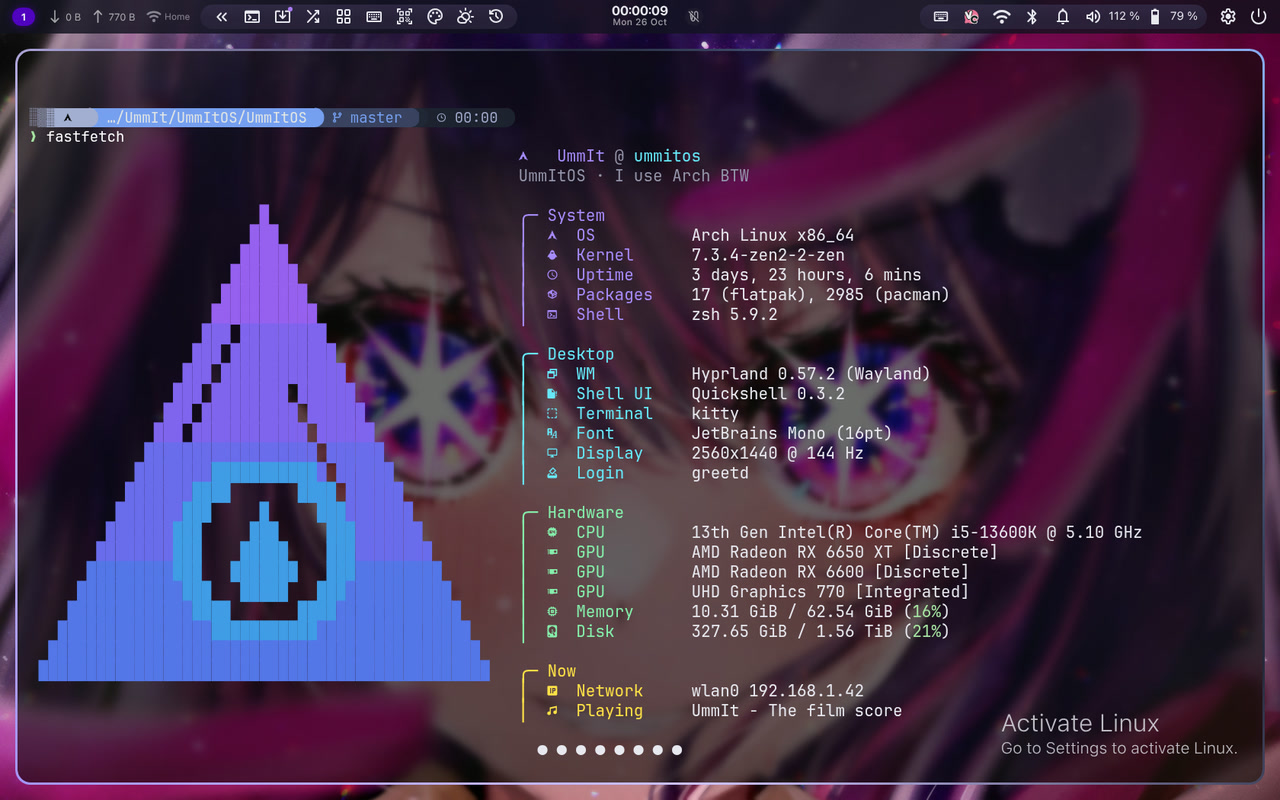 1 0 B 770 B Home 00:00:09 112 % 79 %
Mon 26 Oct
…/UmmIt/UmmItOS/UmmItOS master 00:00
❯ fastfetch
UmmIt @ ummitos
UmmItOS · I use Arch BTW
System
OS Arch Linux x86_64
Kernel 7.3.4-zen2-2-zen
Uptime 3 days, 23 hours, 6 mins
Packages 17 (flatpak), 2985 (pacman)
Shell zsh 5.9.2
Desktop
WM Hyprland 0.57.2 (Wayland)
Shell UI Quickshell 0.3.2
Terminal kitty
Font JetBrains Mono (16pt)
Display 2560x1440 @ 144 Hz
Login greetd
Hardware
CPU 13th Gen Intel(R) Core(TM) i5-13600K @ 5.10 GHz
GPU AMD Radeon RX 6650 XT [Discrete]
GPU AMD Radeon RX 6600 [Discrete]
GPU UHD Graphics 770 [Integrated]
Memory 10.31 GiB / 62.54 GiB (16%)
Disk 327.65 GiB / 1.56 TiB (21%)
Now
Network wlan0 192.168.1.42
Playing UmmIt - The film score
Activate Linux
Go to Settings to activate Linux.